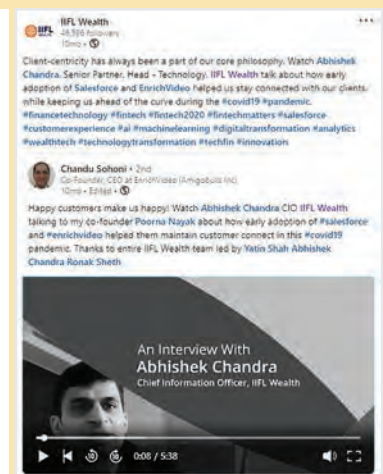 IIFL Wealth
followers
10mo •
Client-centricity has always been a part of our core philosophy. Watch Abhishek
Chandra, Senior Partner, Head - Technology, IIFL Wealth talk about how early
adoption of Salesforce and EnrichVideo helped us stay connected with our clients,
while keeping us ahead of the curve during the #covid19 #pandemic.
#financetechnology #fintech #fintech2020 #fintechmatters #salesforce
#customerexperience #ai #machinelearning #digitaltransformation #analytics
#wealthtech #technologytransformation #techfin #innovation
Chandu Sohoni • 2nd
Co-Founder, CEO at EnrichVideo (Amigobulls Inc)
10mo • Edited •
Happy customers make us happy! Watch Abhishek Chandra CIO IIFL Wealth
talking to my co-founder Poorna Nayak about how early adoption of #salesforce
and #enrichvideo helped them maintain customer connect in this #covid19
pandemic. Thanks to entire IIFL Wealth team led by Yatin Shah Abhishek
Chandra Ronak Sheth
An Interview With
Abhishek Chandra
Chief Information Officer, IIFL Wealth
0:08 / 5:38